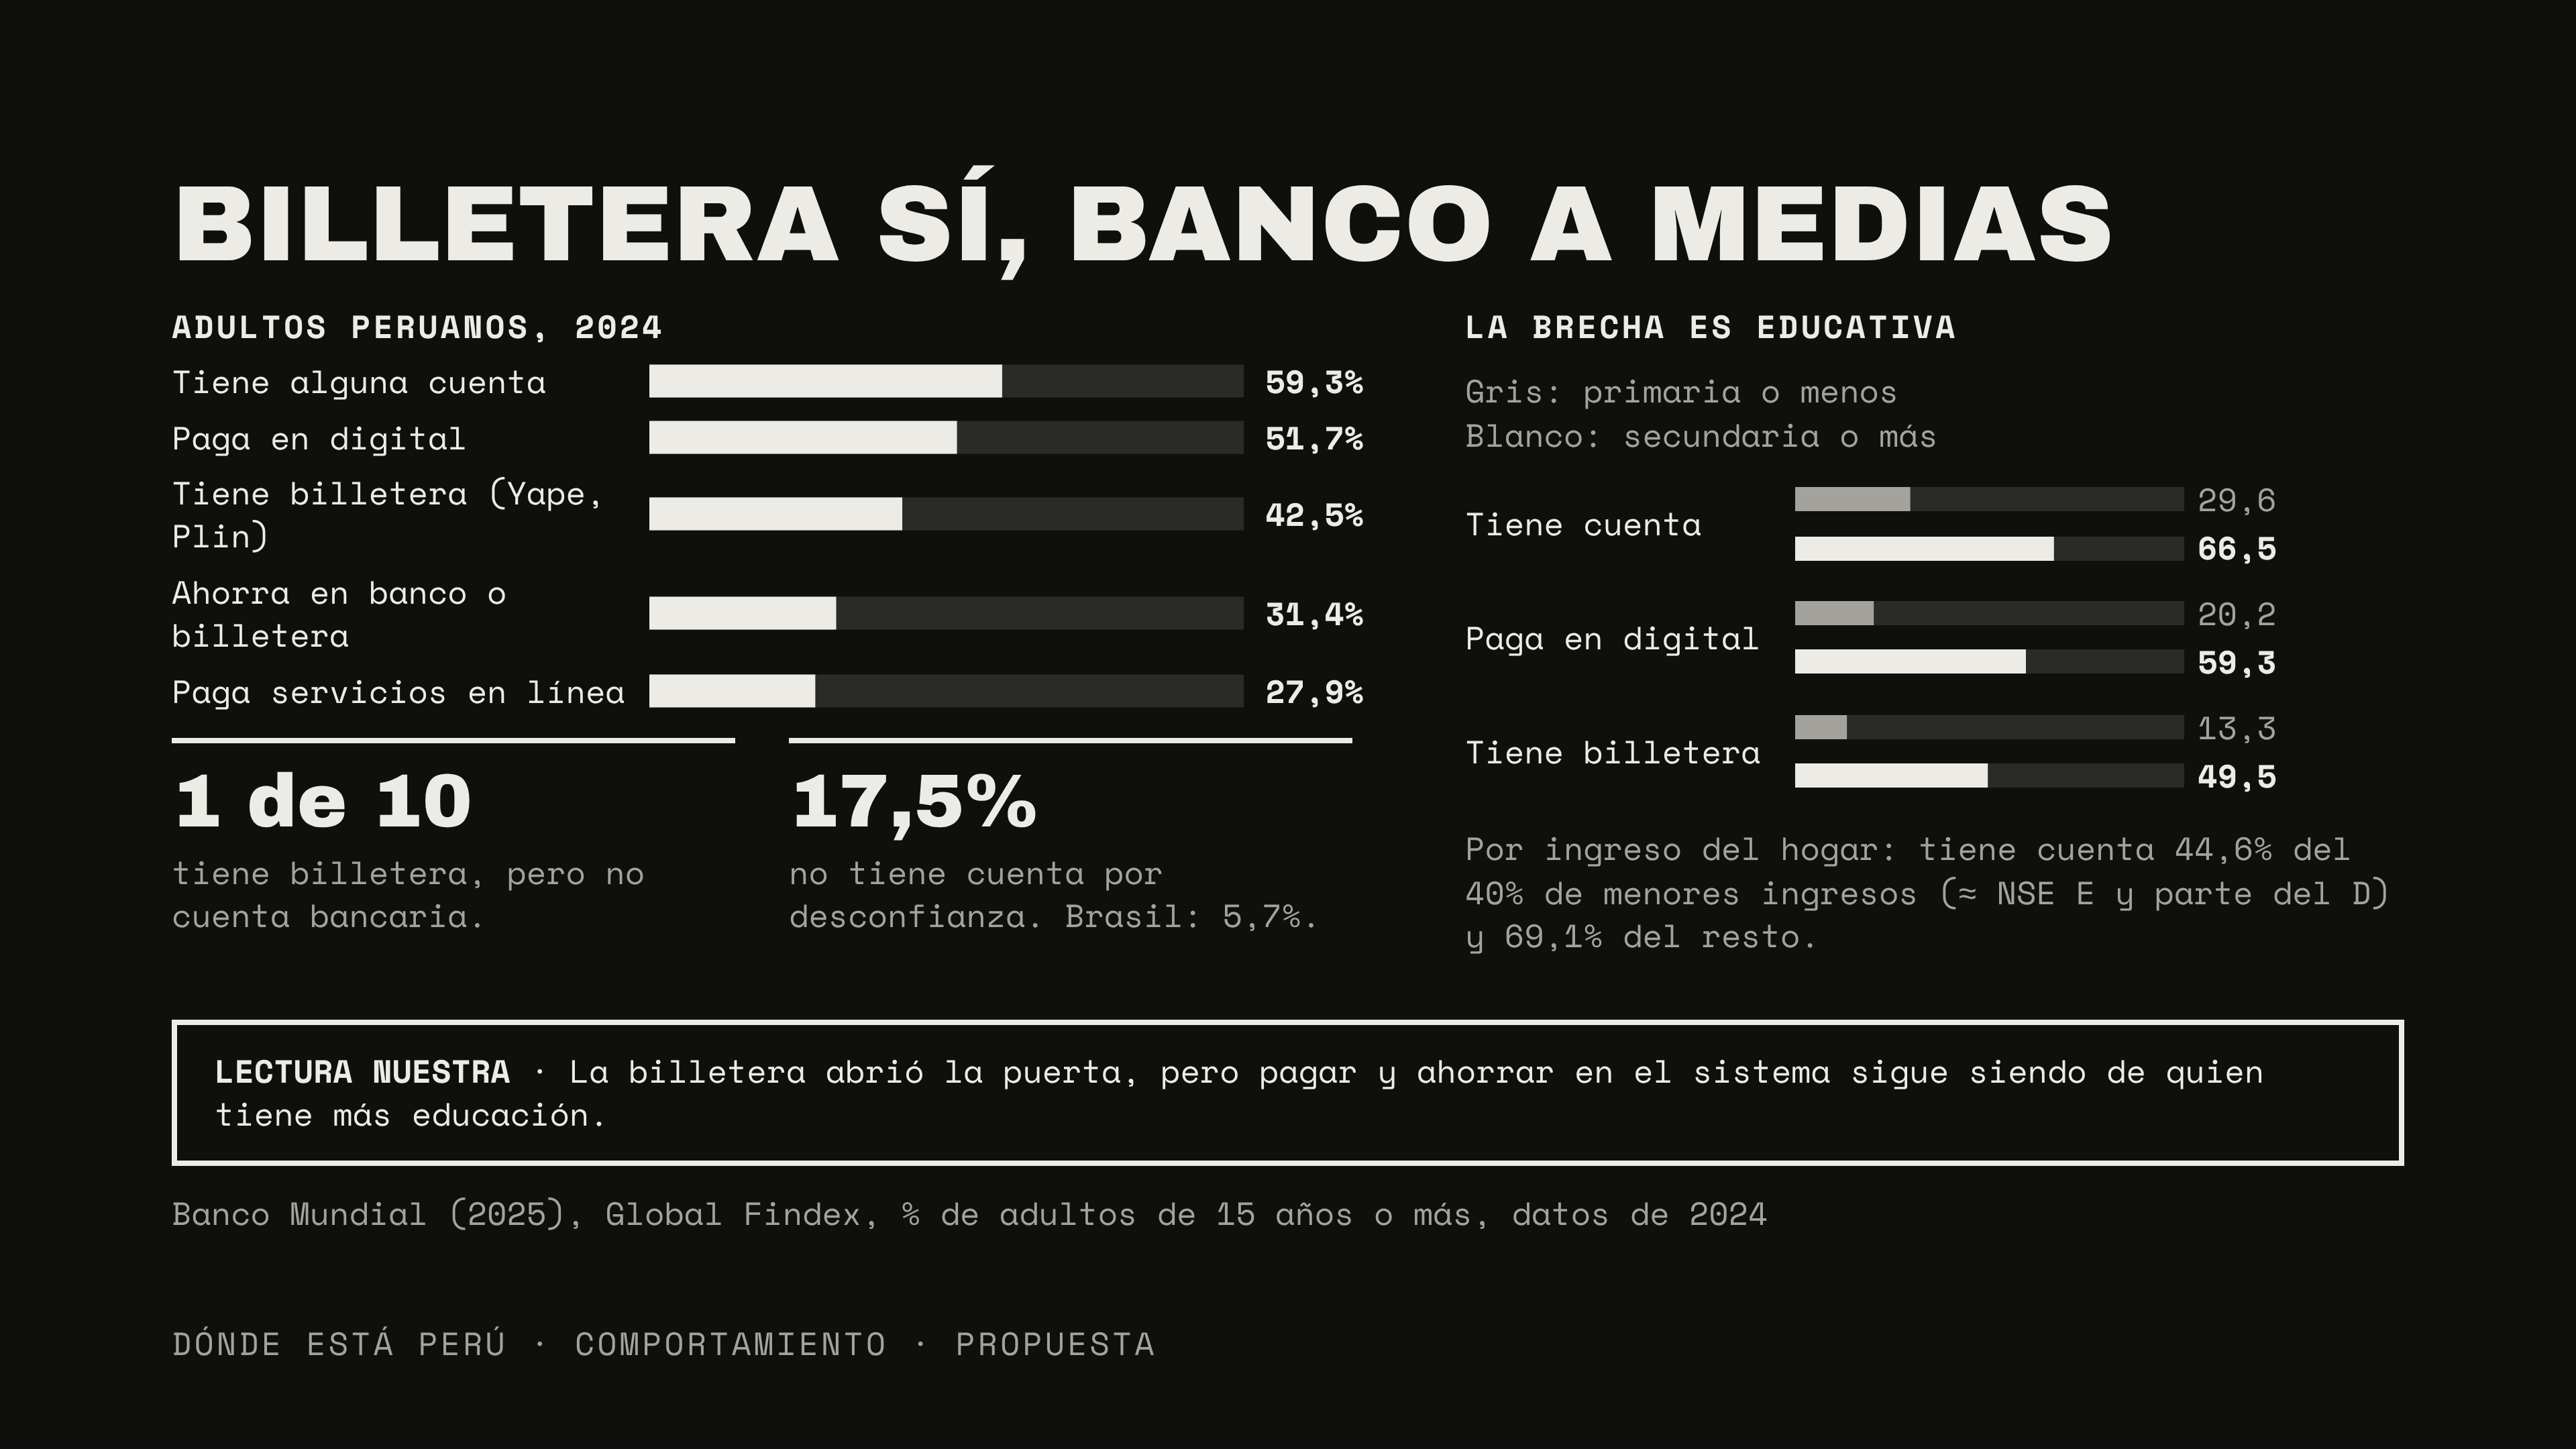 BILLETERA SÍ, BANCO A MEDIAS
ADULTOS PERUANOS, 2024
Tiene alguna cuenta 59,3%
Paga en digital 51,7%
Tiene billetera (Yape,
Plin) 42,5%
Ahorra en banco o
billetera 31,4%
Paga servicios en línea 27,9%
1 de 10
tiene billetera, pero no
cuenta bancaria.
17,5%
no tiene cuenta por
desconfianza. Brasil: 5,7%.
LA BRECHA ES EDUCATIVA
Gris: primaria o menos
Blanco: secundaria o más
Tiene cuenta
29,6
66,5
Paga en digital
20,2
59,3
Tiene billetera
13,3
49,5
Por ingreso del hogar: tiene cuenta 44,6% del
40% de menores ingresos (≈ NSE E y parte del D)
y 69,1% del resto.
LECTURA NUESTRA · La billetera abrió la puerta, pero pagar y ahorrar en el sistema sigue siendo de quien
tiene más educación.
Banco Mundial (2025), Global Findex, % de adultos de 15 años o más, datos de 2024
DÓNDE ESTÁ PERÚ · COMPORTAMIENTO · PROPUESTA